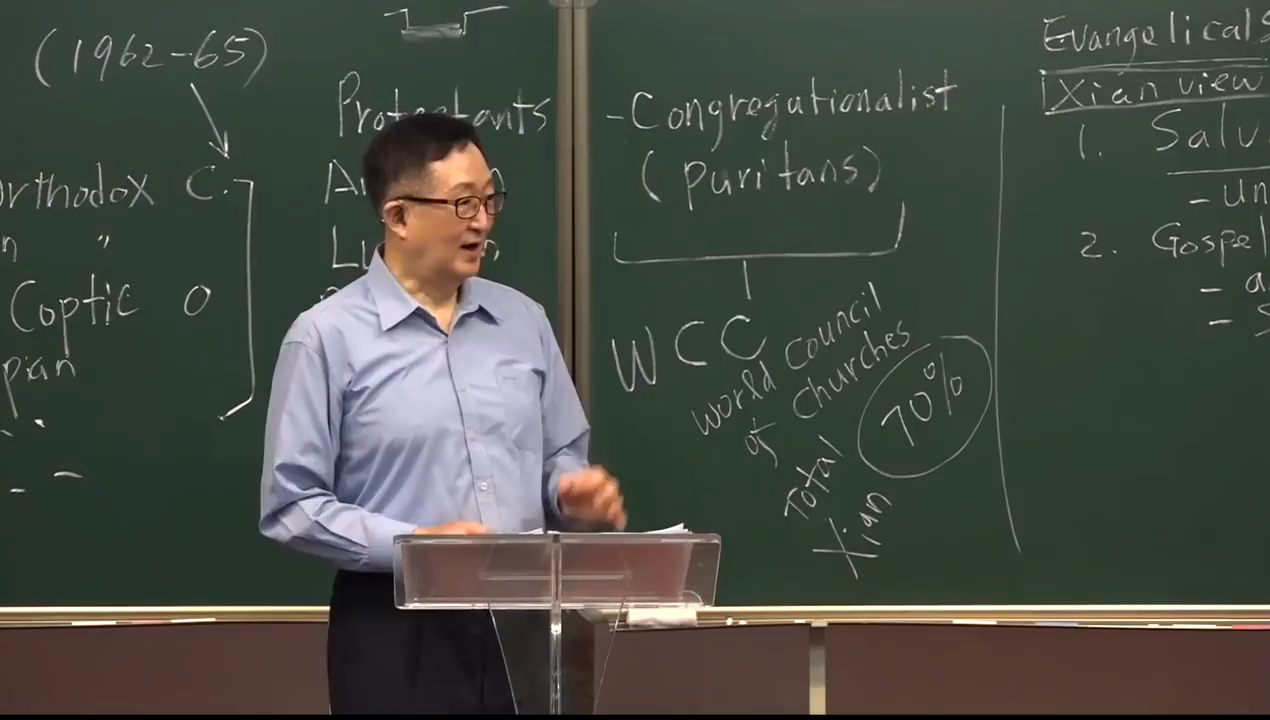 (1962-65)
orthodox C.
n "
Coptic O
pian
Protestants
- Congregationalist
(puritans)
WCC
World Council
of Churches
Total
Xian
70%
Evangelicals
Xian view
1. Salv
- un
2. Gospel